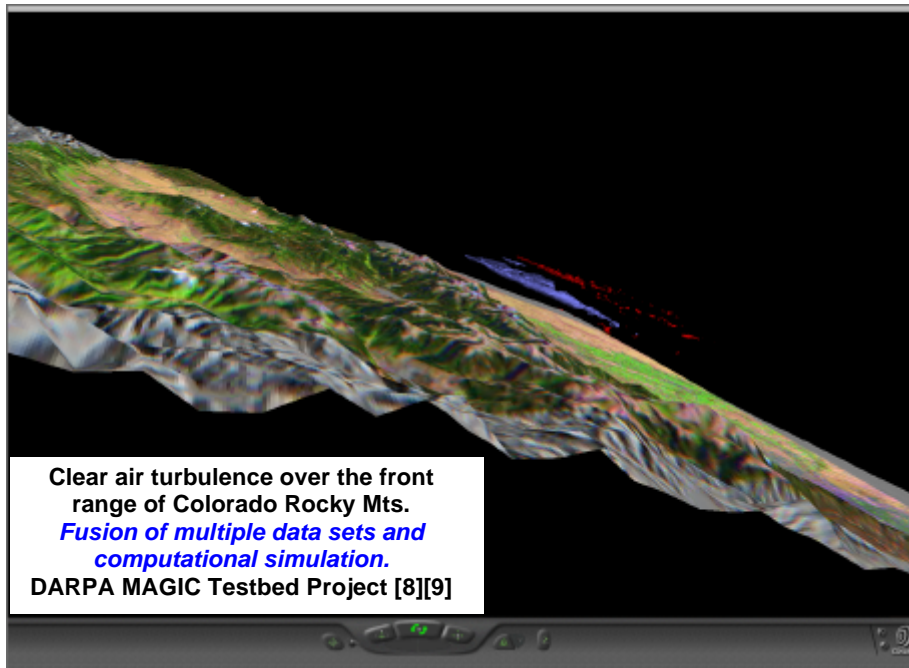 Clear air turbulence over the front
range of Colorado Rocky Mts.
Fusion of multiple data sets and
computational simulation.
DARPA MAGIC Testbed Project [8][9]